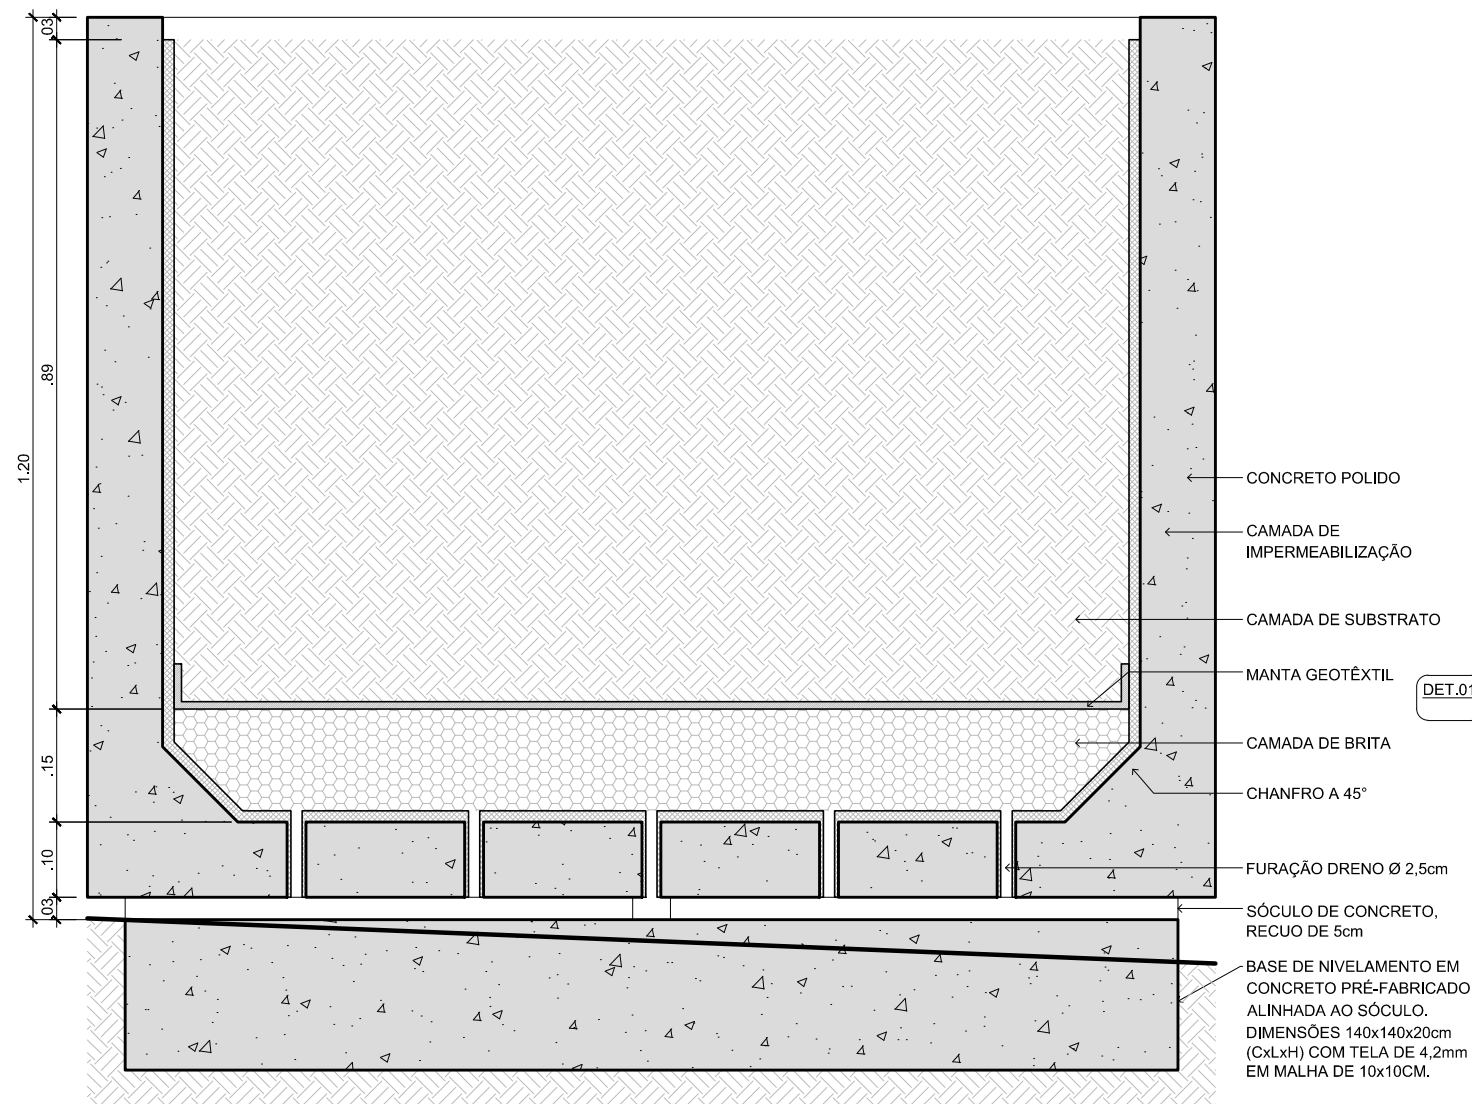 .03
.89
1.20
.15
.10
.03
CONCRETO POLIDO
CAMADA DE
IMPERMEABILIZAÇÃO
CAMADA DE SUBSTRATO
MANTA GEOTÊXTIL
DET.01
CAMADA DE BRITA
CHANFRO A 45°
FURAÇÃO DRENO Ø 2,5cm
SÓCULO DE CONCRETO,
RECUO DE 5cm
BASE DE NIVELAMENTO EM
CONCRETO PRÉ-FABRICADO
ALINHADA AO SÓCULO.
DIMENSÕES 140x140x20cm
(CxLxH) COM TELA DE 4,2mm
EM MALHA DE 10x10CM.